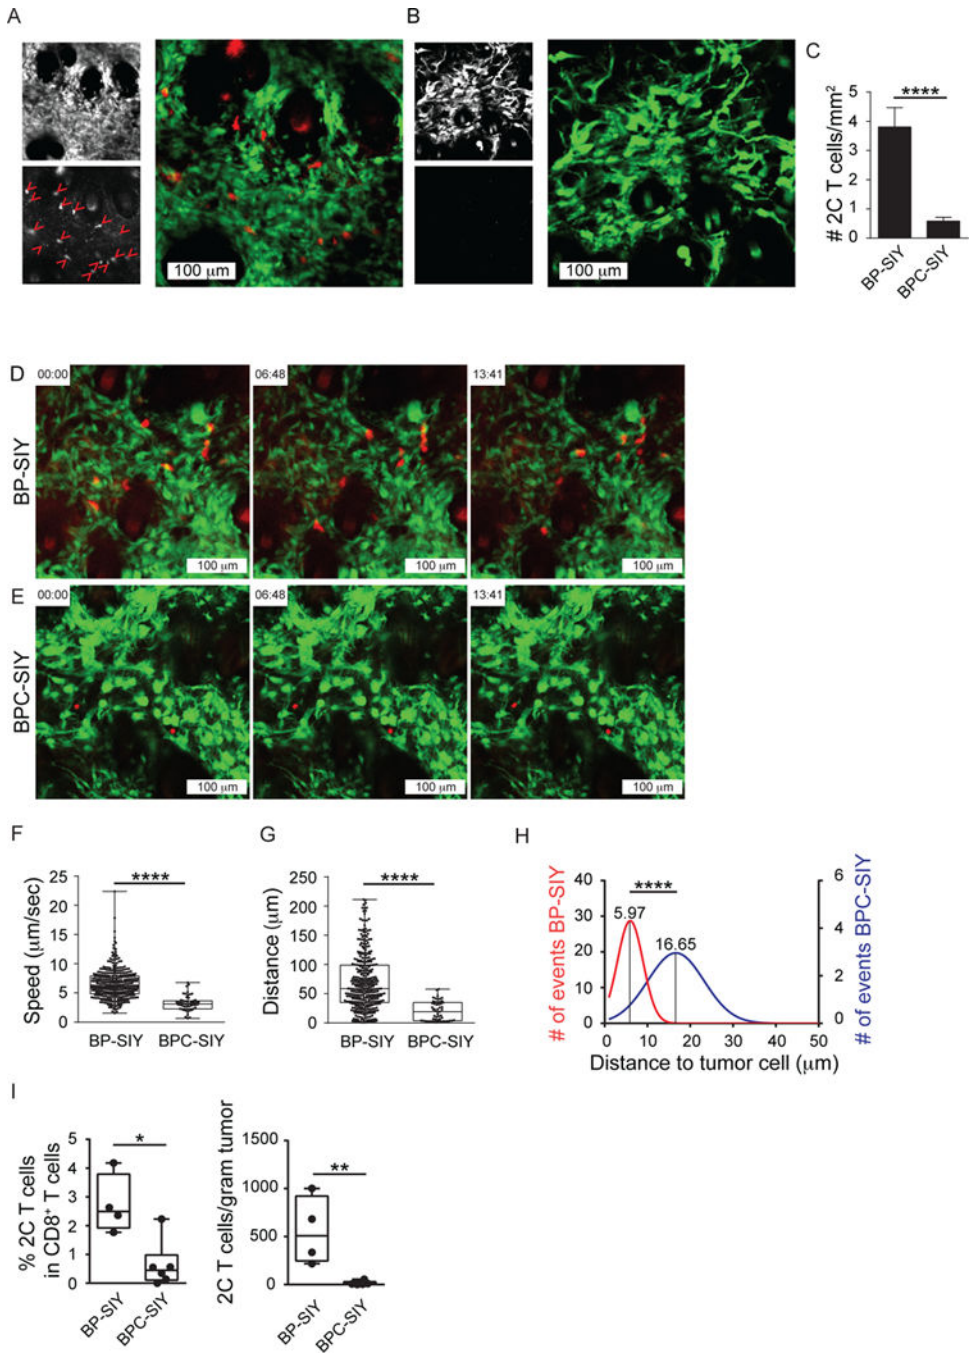 A
B
C
100 μm
100 μm
# 2C T cells/mm²
****
5
4
3
2
1
0
BP-SIY
BPC-SIY
D
BP-SIY
00:00
06:48
13:41
100 μm
100 μm
100 μm
E
BPC-SIY
00:00
06:48
13:41
100 μm
100 μm
100 μm
F
Speed (μm/sec)
****
25
20
15
10
5
0
BP-SIY
BPC-SIY
G
Distance (μm)
****
250
200
150
100
50
0
BP-SIY
BPC-SIY
H
# of events BP-SIY
40
30
20
10
0
****
5.97
16.65
6
4
2
0
# of events BPC-SIY
0
10
20
30
40
50
Distance to tumor cell (μm)
I
% 2C T cells
in CD8⁺ T cells
*
5
4
3
2
1
0
BP-SIY
BPC-SIY
2C T cells/gram tumor
**
1500
1000
500
0
BP-SIY
BPC-SIY